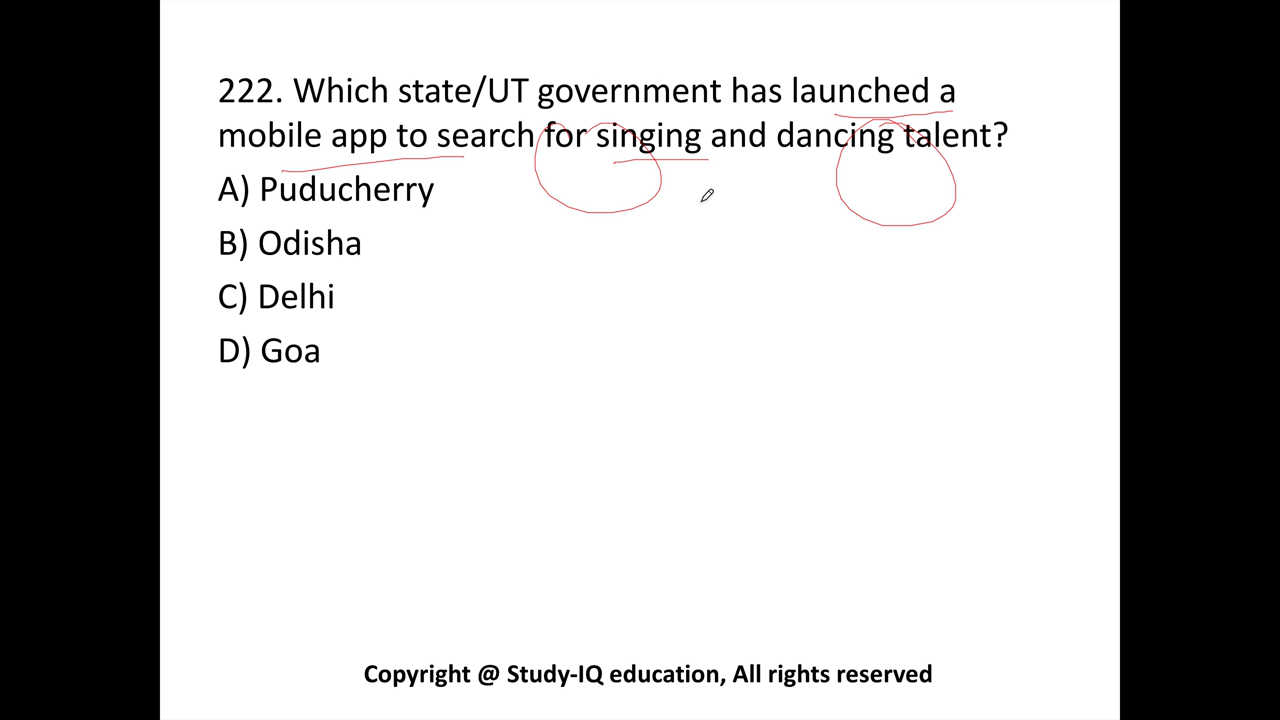 222. Which state/UT government has launched a
mobile app to search for singing and dancing talent?
A) Puducherry
B) Odisha
C) Delhi
D) Goa
Copyright @ Study-IQ education, All rights reserved